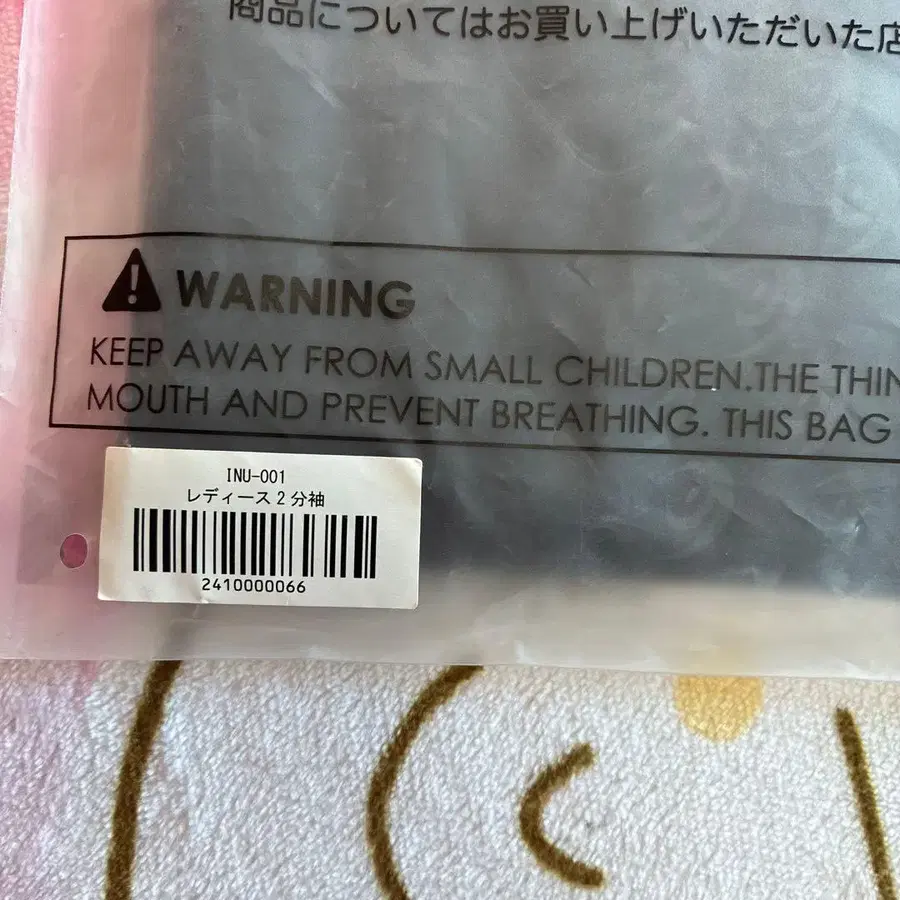 商品についてはお買い上げいただいた店
WARNING
KEEP AWAY FROM SMALL CHILDREN.THE THIN
MOUTH AND PREVENT BREATHING. THIS BAG
INU-001
レディース2分袖
2410000066